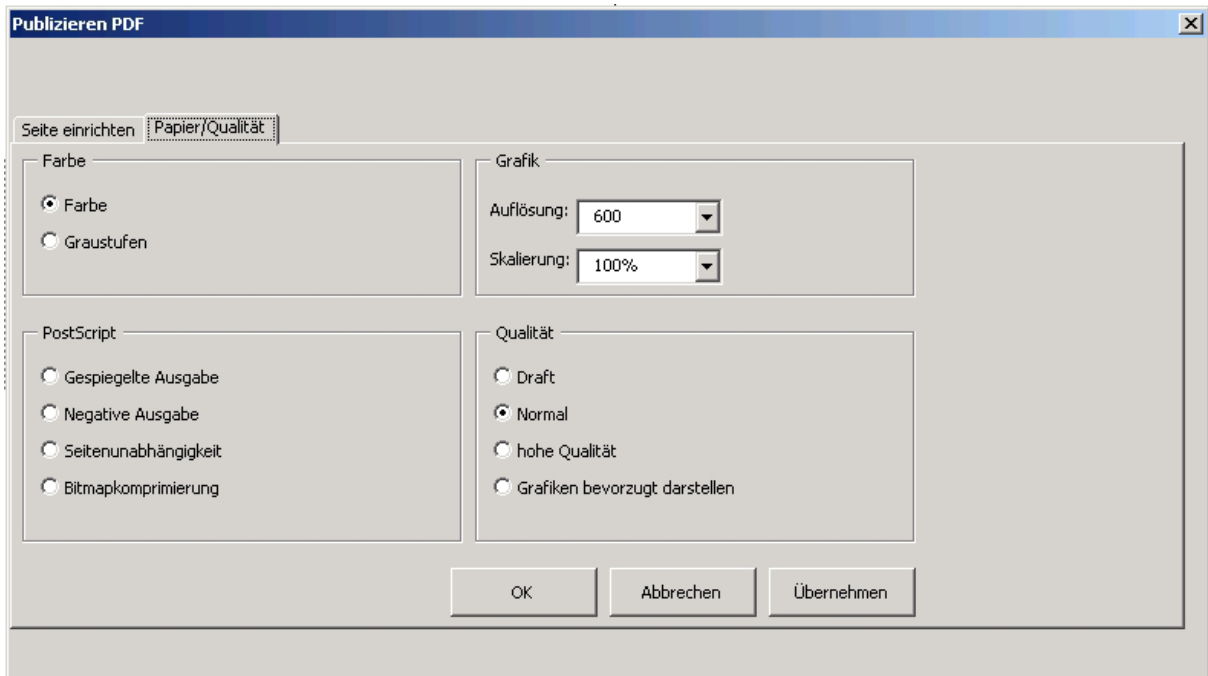 Publizieren PDF
Seite einrichten
Papier/Qualität
Farbe
Farbe
Graustufen
Grafik
Auflösung: 600
Skalierung: 100%
PostScript
Gespiegelte Ausgabe
Negative Ausgabe
Seitenunabhängigkeit
Bitmapkomprimierung
Qualität
Draft
Normal
hohe Qualität
Grafiken bevorzugt darstellen
OK
Abbrechen
Übernehmen